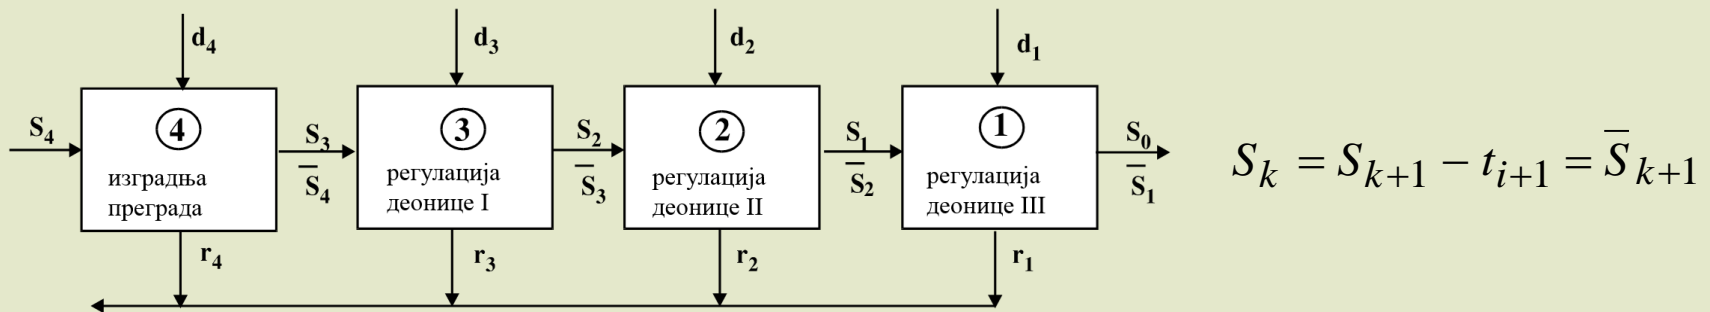 d₄ d₃ d₂ d₁
S₄ ④ S₃ ③ S₂ ② S₁ ① S₀
S̅₄ S̅₃ S̅₂ S̅₁
изградња
преграда
регулација
деонице I
регулација
деонице II
регулација
деонице III
r₄ r₃ r₂ r₁
Sₖ = Sₖ₊₁ − tᵢ₊₁ = S̅ₖ₊₁